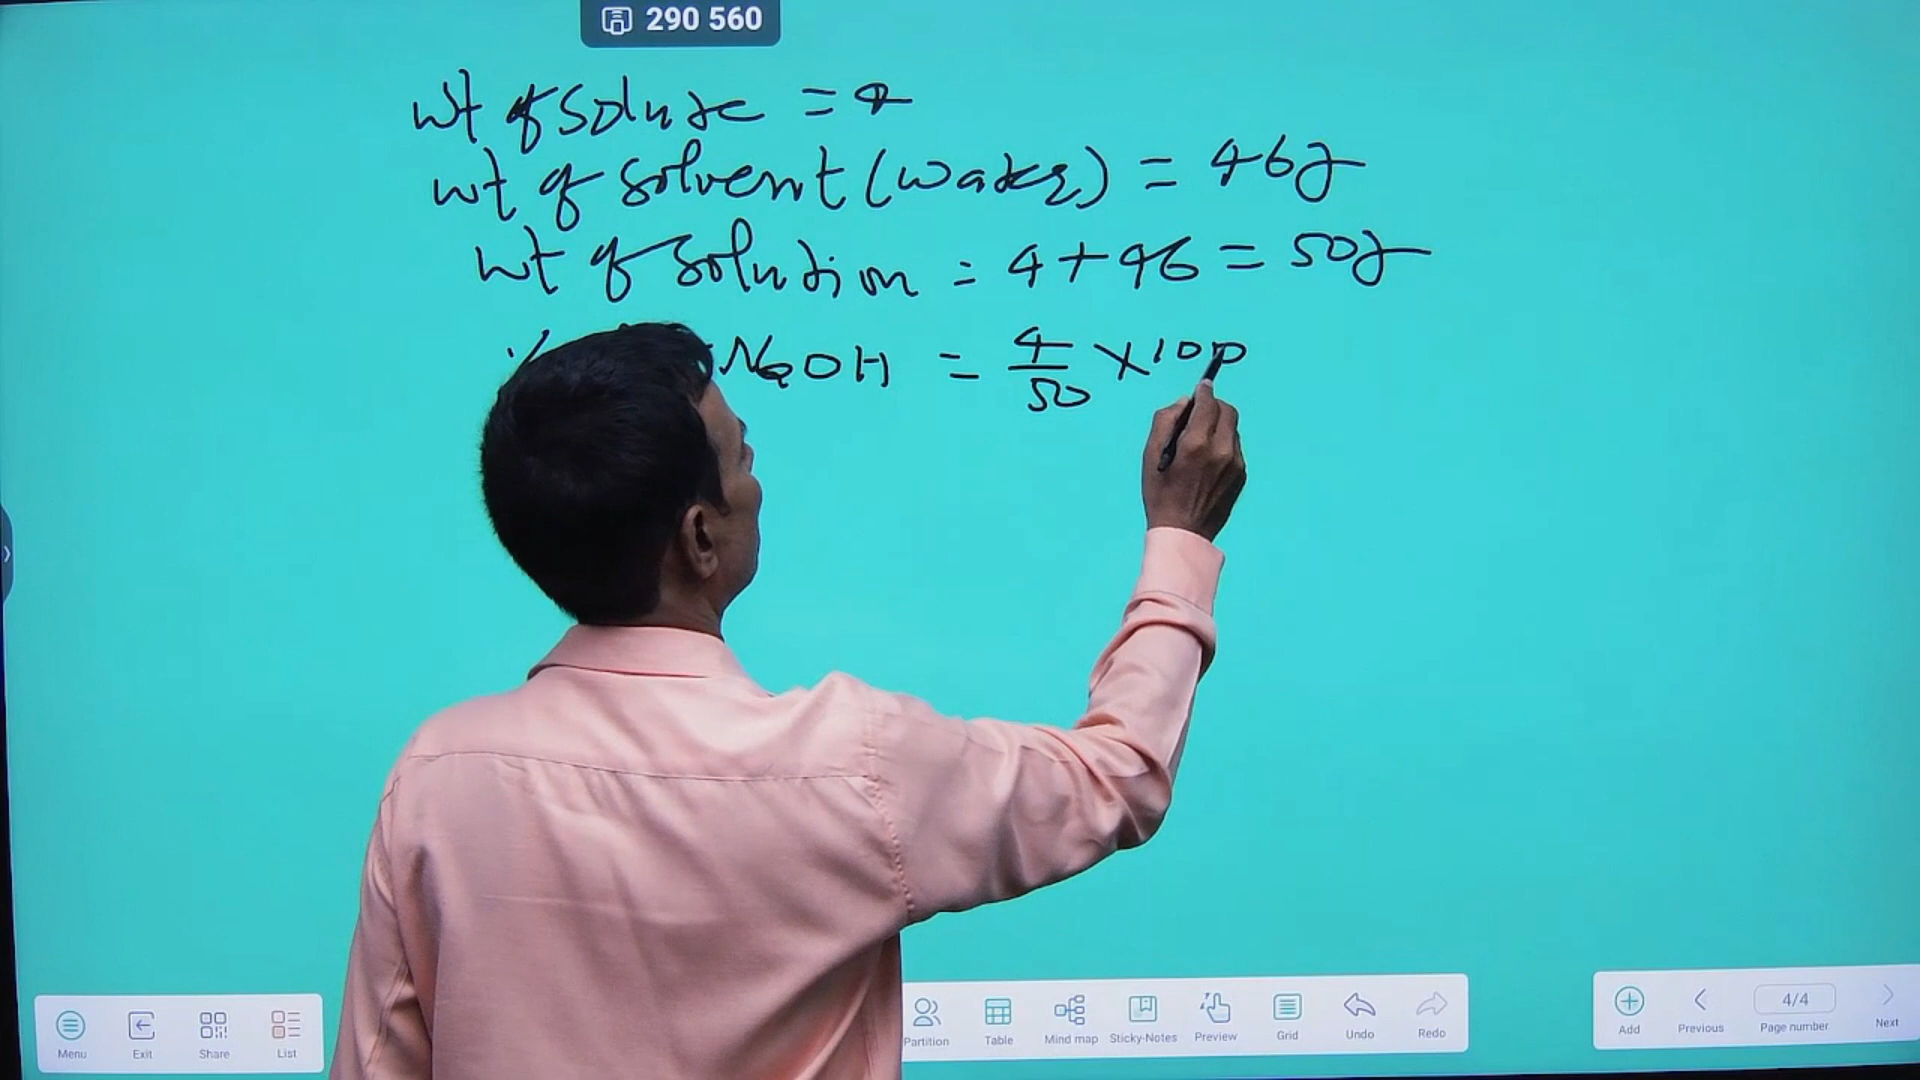 290 560
wt of solute = 4
wt of solvent (water) = 46g
wt of solution = 4+46 = 50g
% NaOH = 4/50 × 100
Menu Exit Share List Partition Table Mind map Sticky-Notes Preview Grid Undo Redo Add Previous 4/4 Page number Next